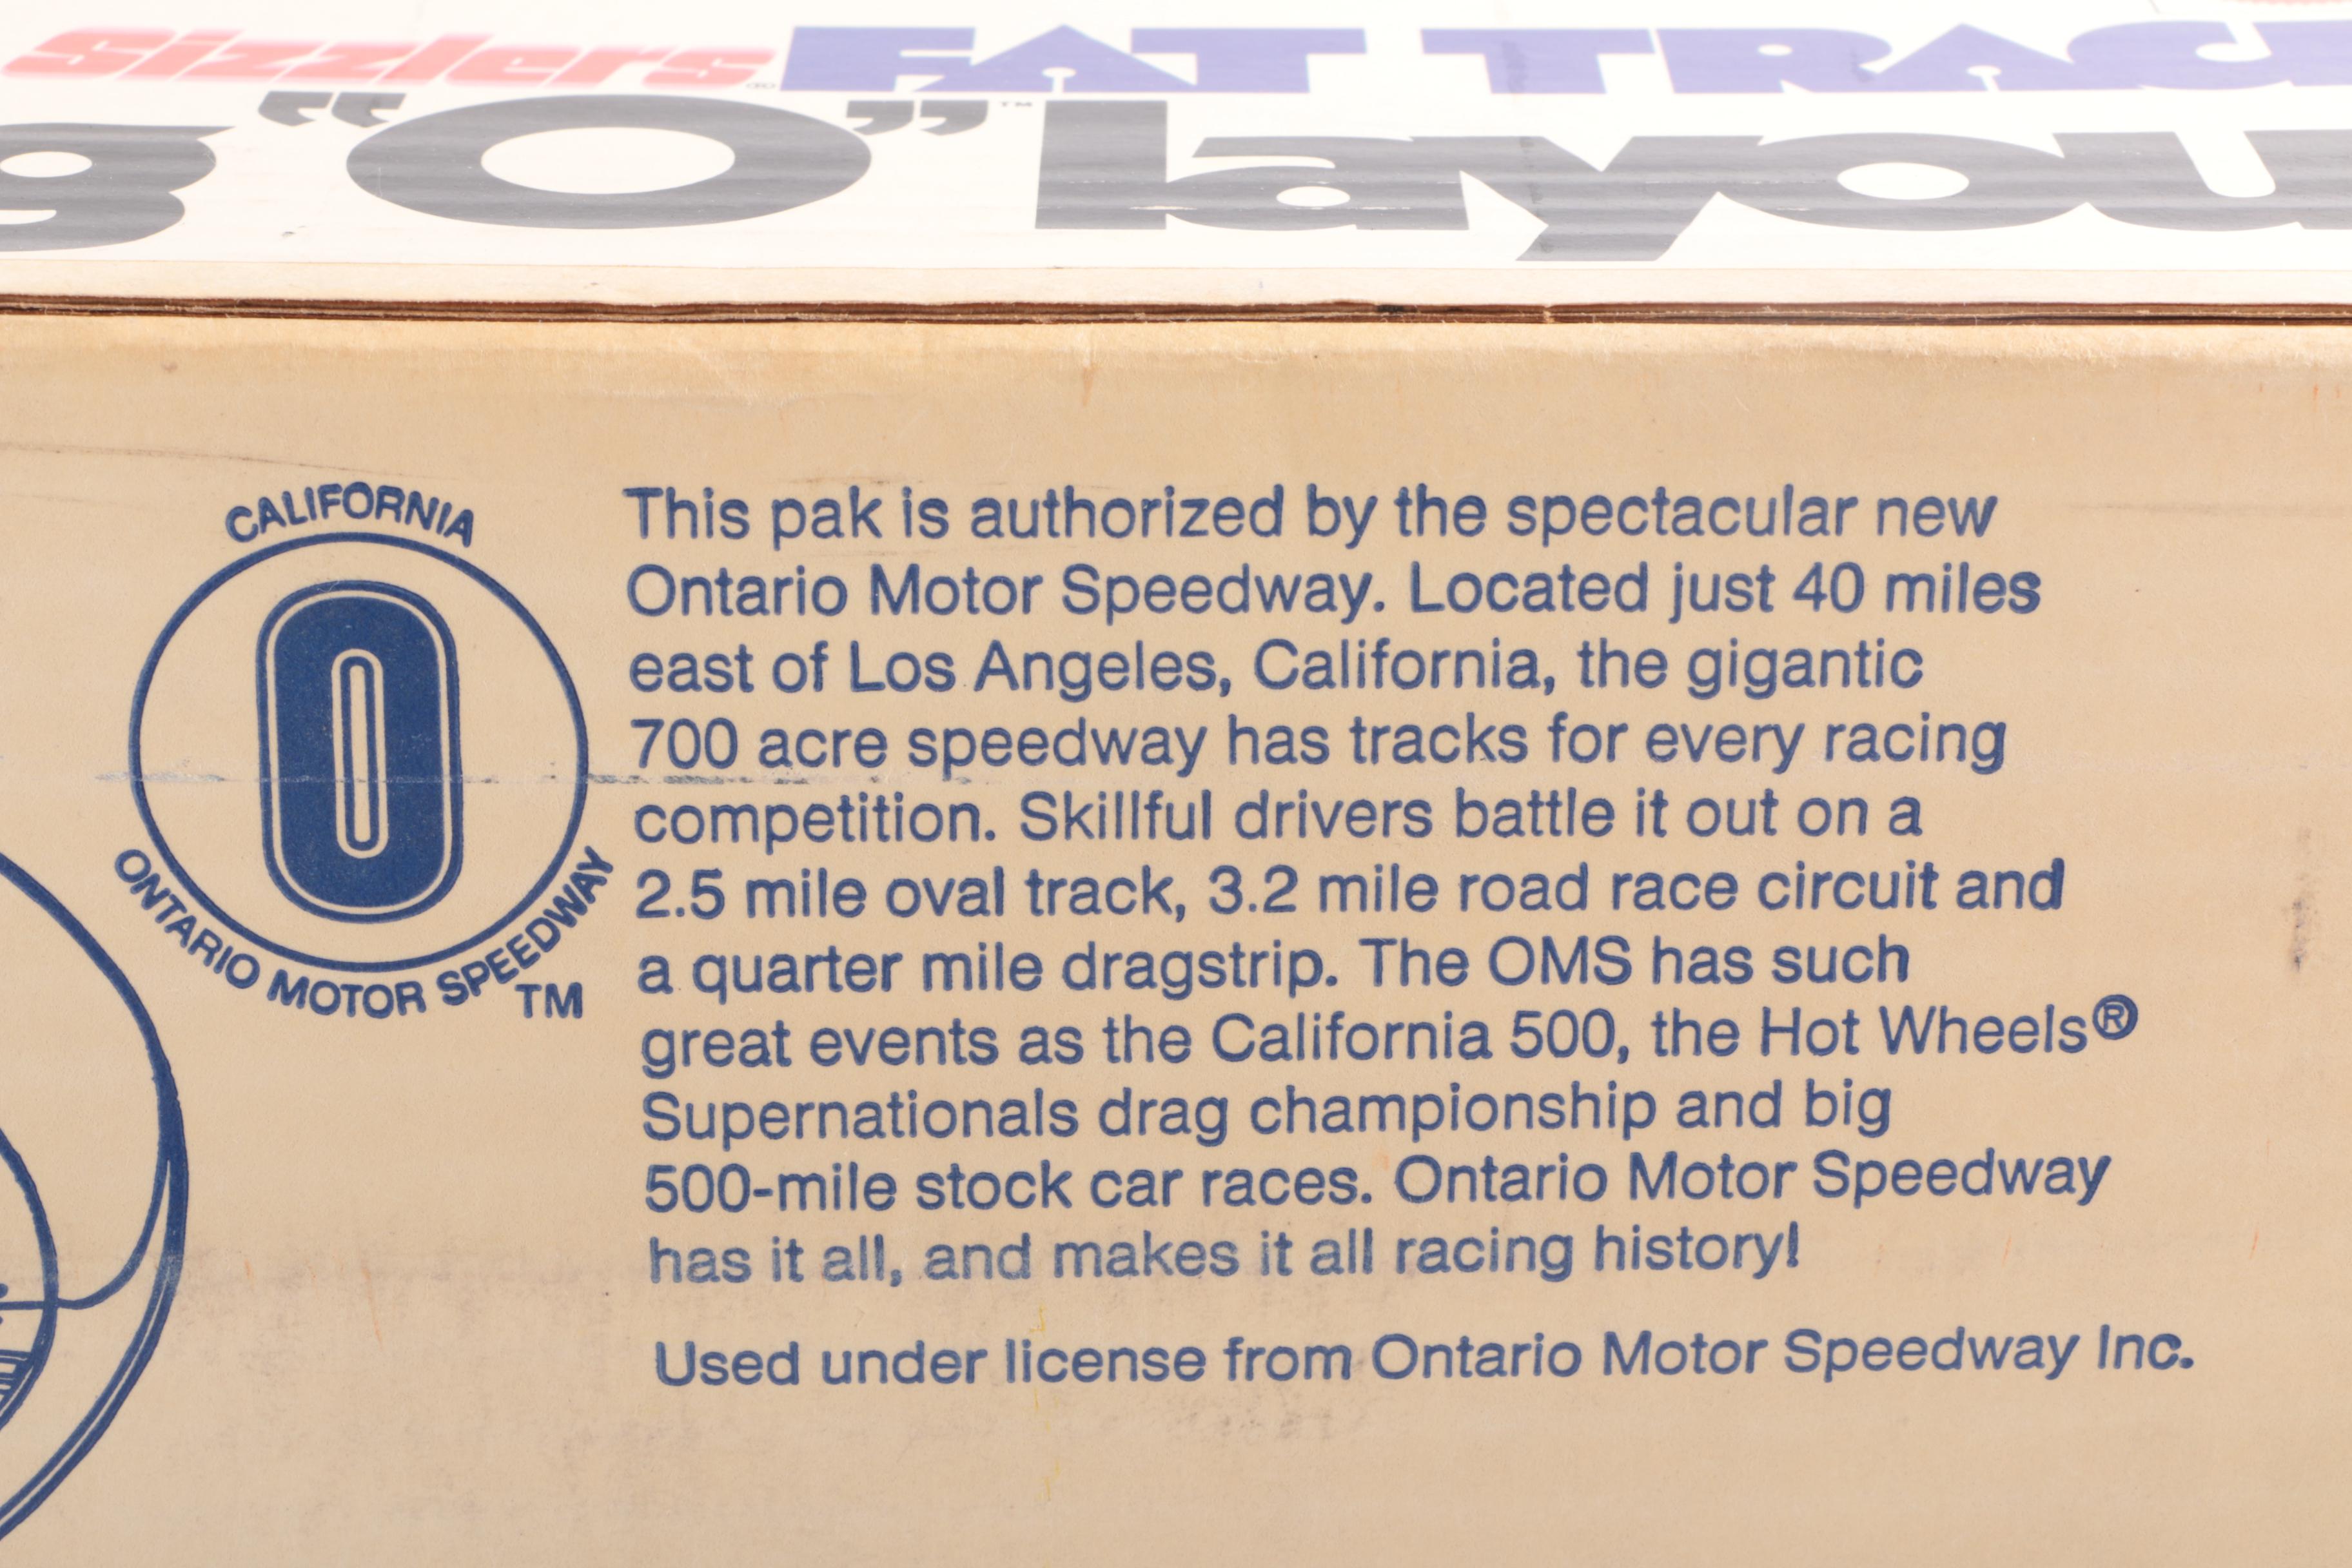 Sizzlers® FAT TRAC
g "O"™ layou
CALIFORNIA
ONTARIO MOTOR SPEEDWAY
TM
This pak is authorized by the spectacular new
Ontario Motor Speedway. Located just 40 miles
east of Los Angeles, California, the gigantic
700 acre speedway has tracks for every racing
competition. Skillful drivers battle it out on a
2.5 mile oval track, 3.2 mile road race circuit and
a quarter mile dragstrip. The OMS has such
great events as the California 500, the Hot Wheels®
Supernationals drag championship and big
500-mile stock car races. Ontario Motor Speedway
has it all, and makes it all racing history!
Used under license from Ontario Motor Speedway Inc.